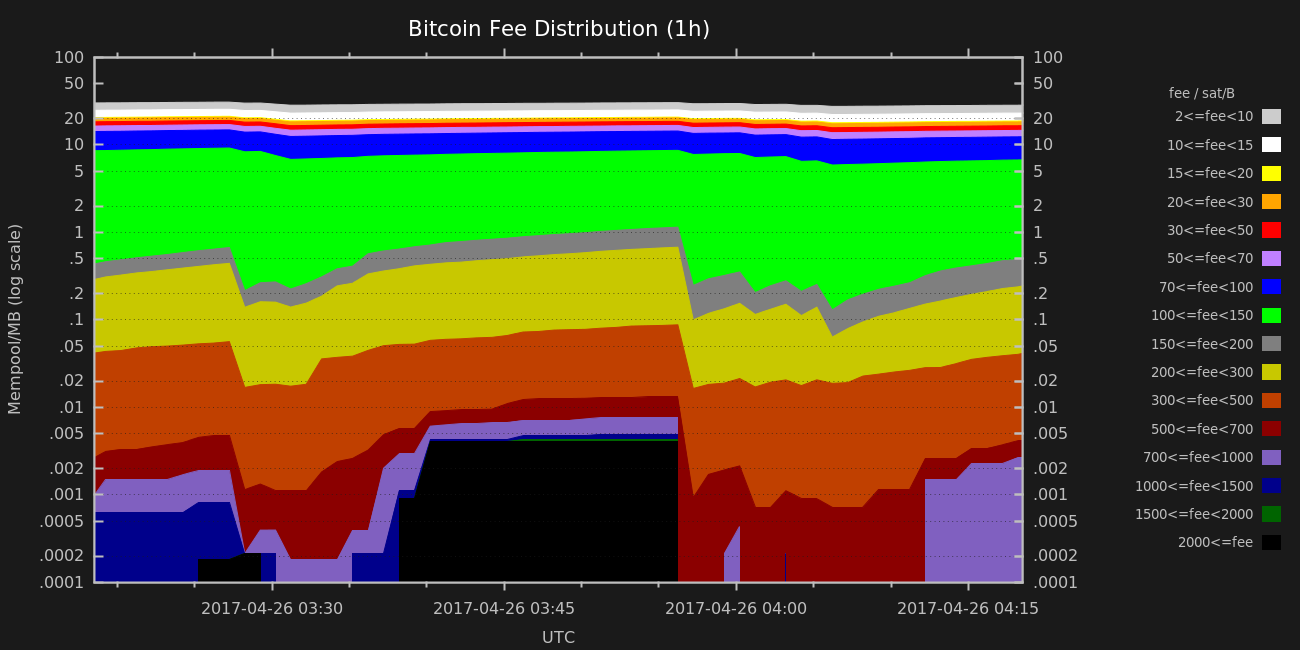 Bitcoin Fee Distribution (1h)
Mempool/MB (log scale)
100
50
20
10
5
2
1
.5
.2
.1
.05
.02
.01
.005
.002
.001
.0005
.0002
.0001
100
50
20
10
5
2
1
.5
.2
.1
.05
.02
.01
.005
.002
.001
.0005
.0002
.0001
2017-04-26 03:30
2017-04-26 03:45
2017-04-26 04:00
2017-04-26 04:15
UTC
fee / sat/B
2<=fee<10
10<=fee<15
15<=fee<20
20<=fee<30
30<=fee<50
50<=fee<70
70<=fee<100
100<=fee<150
150<=fee<200
200<=fee<300
300<=fee<500
500<=fee<700
700<=fee<1000
1000<=fee<1500
1500<=fee<2000
2000<=fee